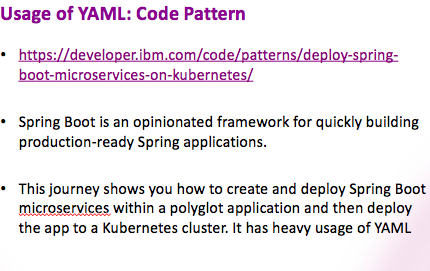 Usage of YAML: Code Pattern
• https://developer.ibm.com/code/patterns/deploy-spring-
boot-microservices-on-kubernetes/
• Spring Boot is an opinionated framework for quickly building
production-ready Spring applications.
• This journey shows you how to create and deploy Spring Boot
microservices within a polyglot application and then deploy
the app to a Kubernetes cluster. It has heavy usage of YAML